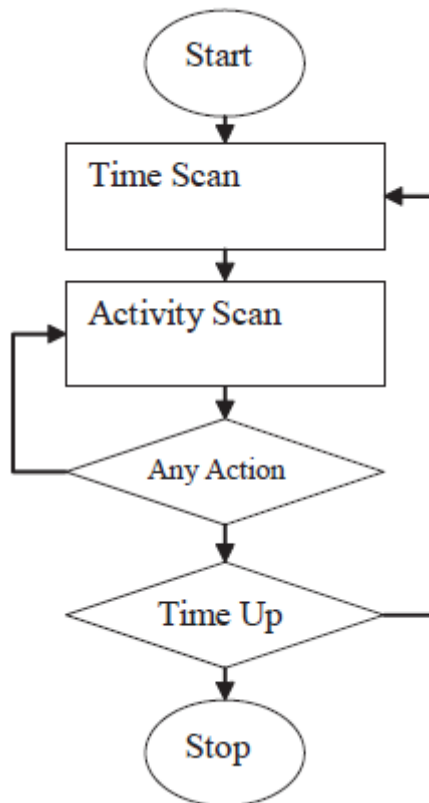 Start
Time Scan
Activity Scan
Any Action
Time Up
Stop